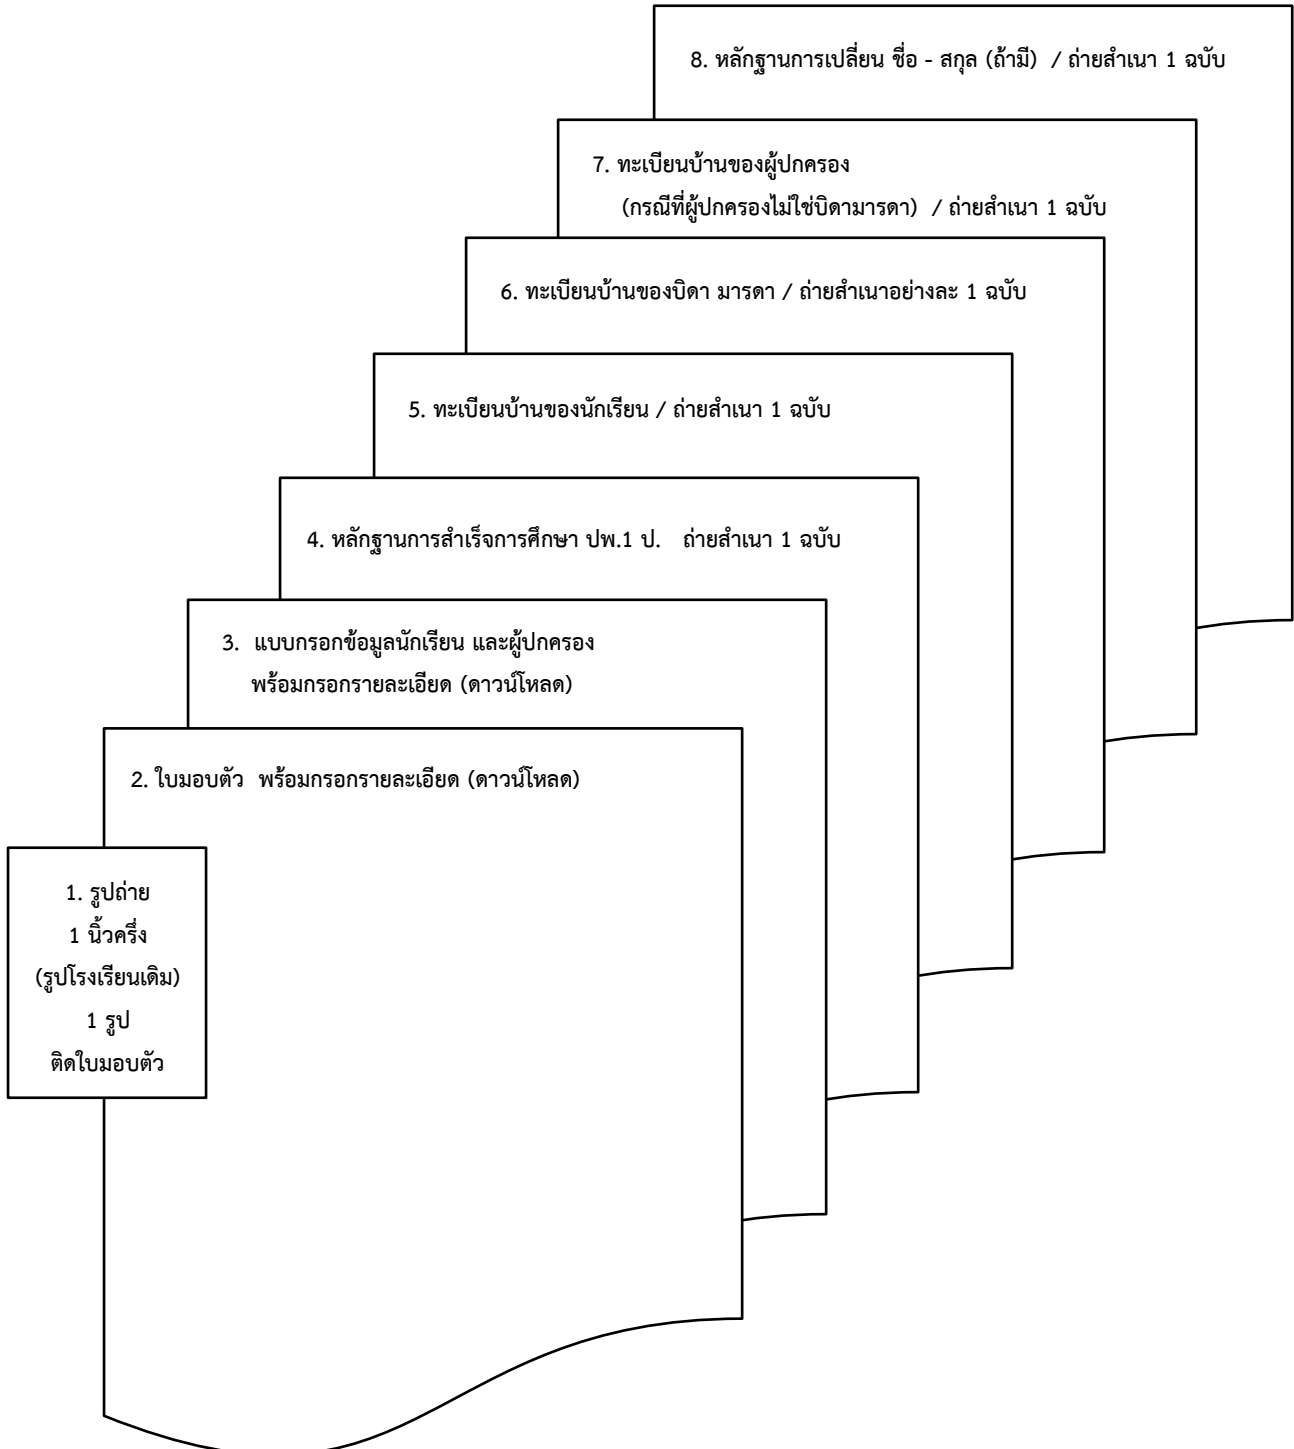 8. หลักฐานการเปลี่ยน ชื่อ - สกุล (ถ้ามี) / ถ่ายสำเนา 1 ฉบับ
7. ทะเบียนบ้านของผู้ปกครอง
(กรณีที่ผู้ปกครองไม่ใช่บิดามารดา) / ถ่ายสำเนา 1 ฉบับ
6. ทะเบียนบ้านของบิดา มารดา / ถ่ายสำเนาอย่างละ 1 ฉบับ
5. ทะเบียนบ้านของนักเรียน / ถ่ายสำเนา 1 ฉบับ
4. หลักฐานการสำเร็จการศึกษา ปพ.1 ป. ถ่ายสำเนา 1 ฉบับ
3. แบบกรอกข้อมูลนักเรียน และผู้ปกครอง
พร้อมกรอกรายละเอียด (ดาวน์โหลด)
2. ใบมอบตัว พร้อมกรอกรายละเอียด (ดาวน์โหลด)
1. รูปถ่าย
1 นิ้วครึ่ง
(รูปโรงเรียนเดิม)
1 รูป
ติดใบมอบตัว